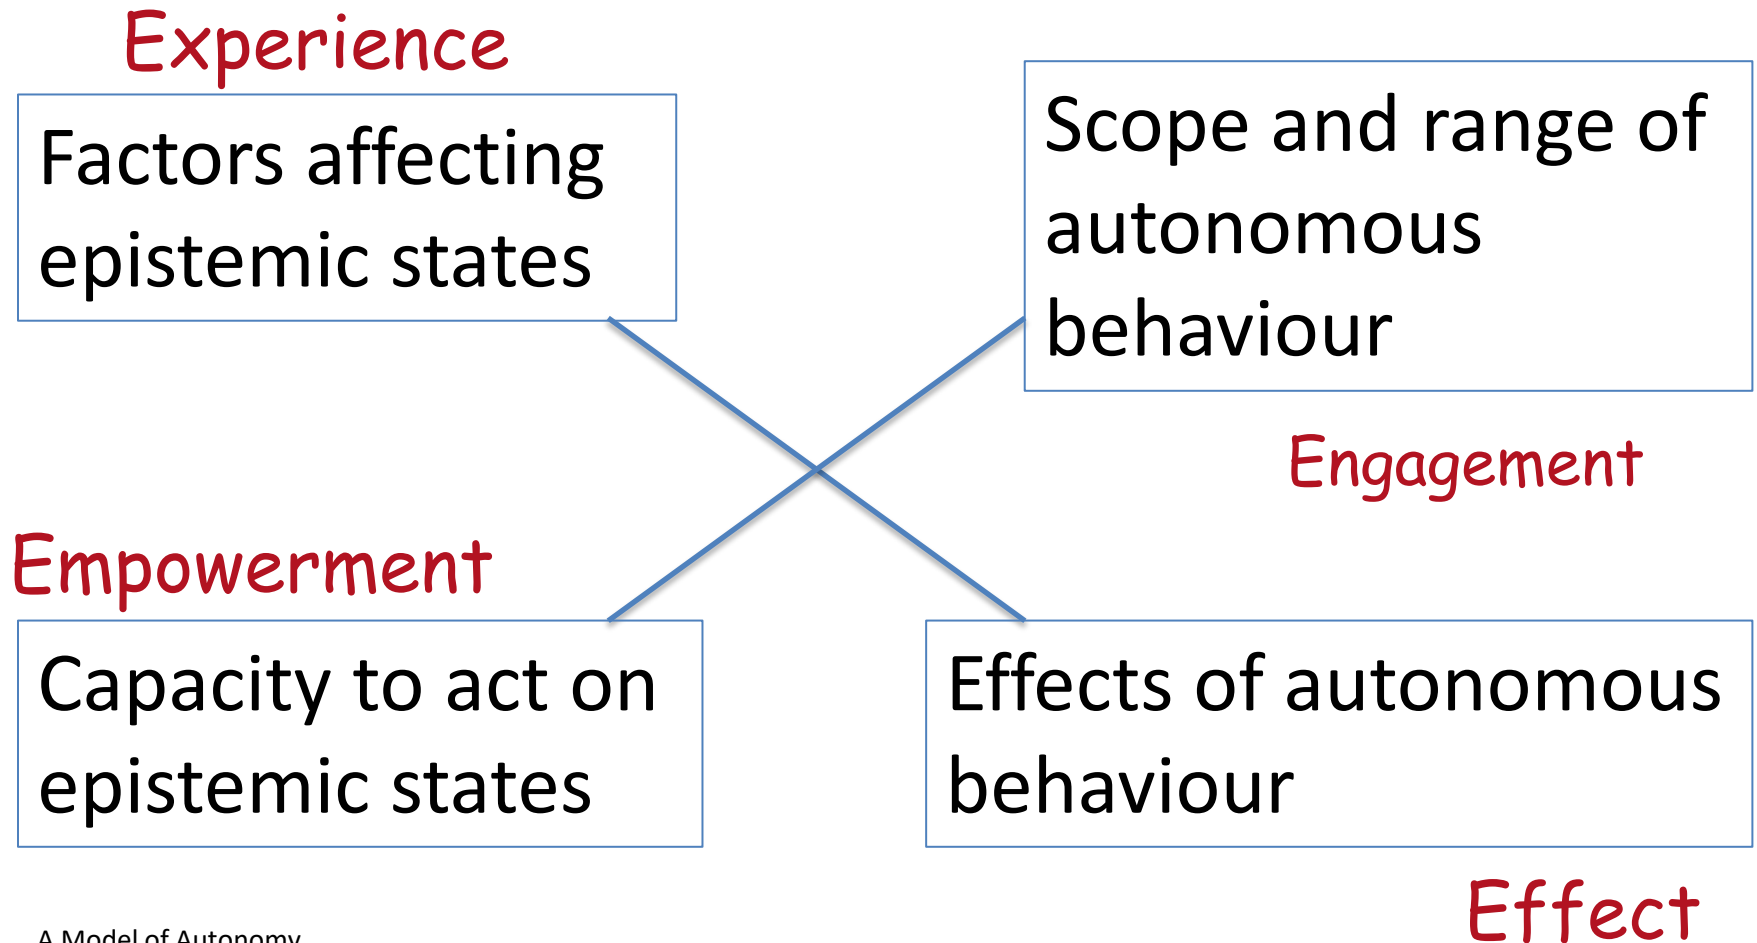 Experience
Factors affecting
epistemic states
Scope and range of
autonomous
behaviour
Engagement
Empowerment
Capacity to act on
epistemic states
Effects of autonomous
behaviour
Effect
A Model of Autonomy